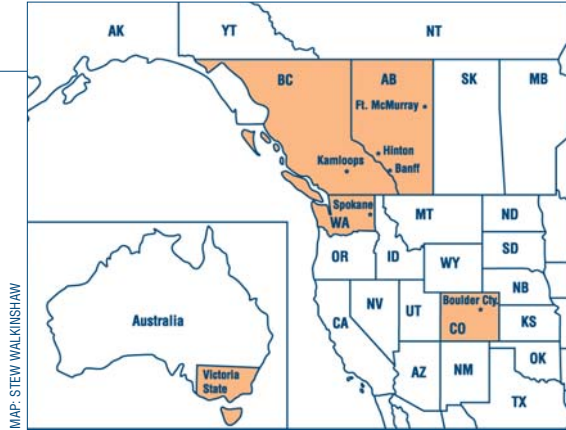 AK
YT
NT
BC
AB
SK
MB
Ft. McMurray
Hinton
Kamloops
Banff
Spokane
WA
MT
ND
OR
ID
SD
WY
NB
Boulder Cty.
NV
UT
CA
CO
KS
AZ
NM
OK
TX
Australia
Victoria
State
MAP: STEW WALKINSHAW